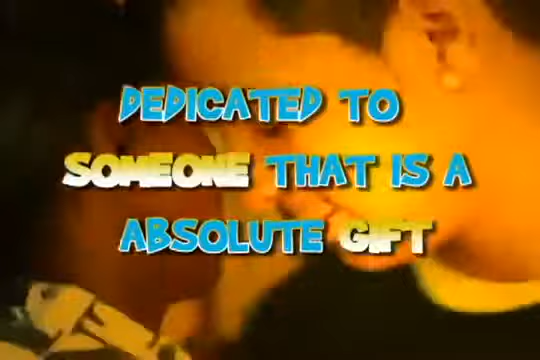 DEDICATED TO
SOMEONE THAT IS A
ABSOLUTE GIFT